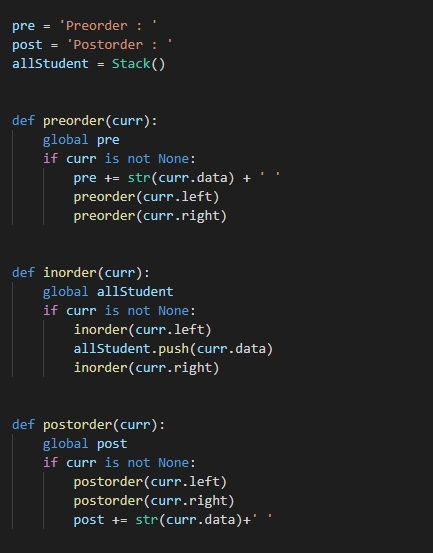 pre = 'Preorder : '
post = 'Postorder : '
allStudent = Stack()
def preorder(curr):
    global pre
    if curr is not None:
        pre += str(curr.data) + ' '
        preorder(curr.left)
        preorder(curr.right)
def inorder(curr):
    global allStudent
    if curr is not None:
        inorder(curr.left)
        allStudent.push(curr.data)
        inorder(curr.right)
def postorder(curr):
    global post
    if curr is not None:
        postorder(curr.left)
        postorder(curr.right)
        post += str(curr.data)+' '